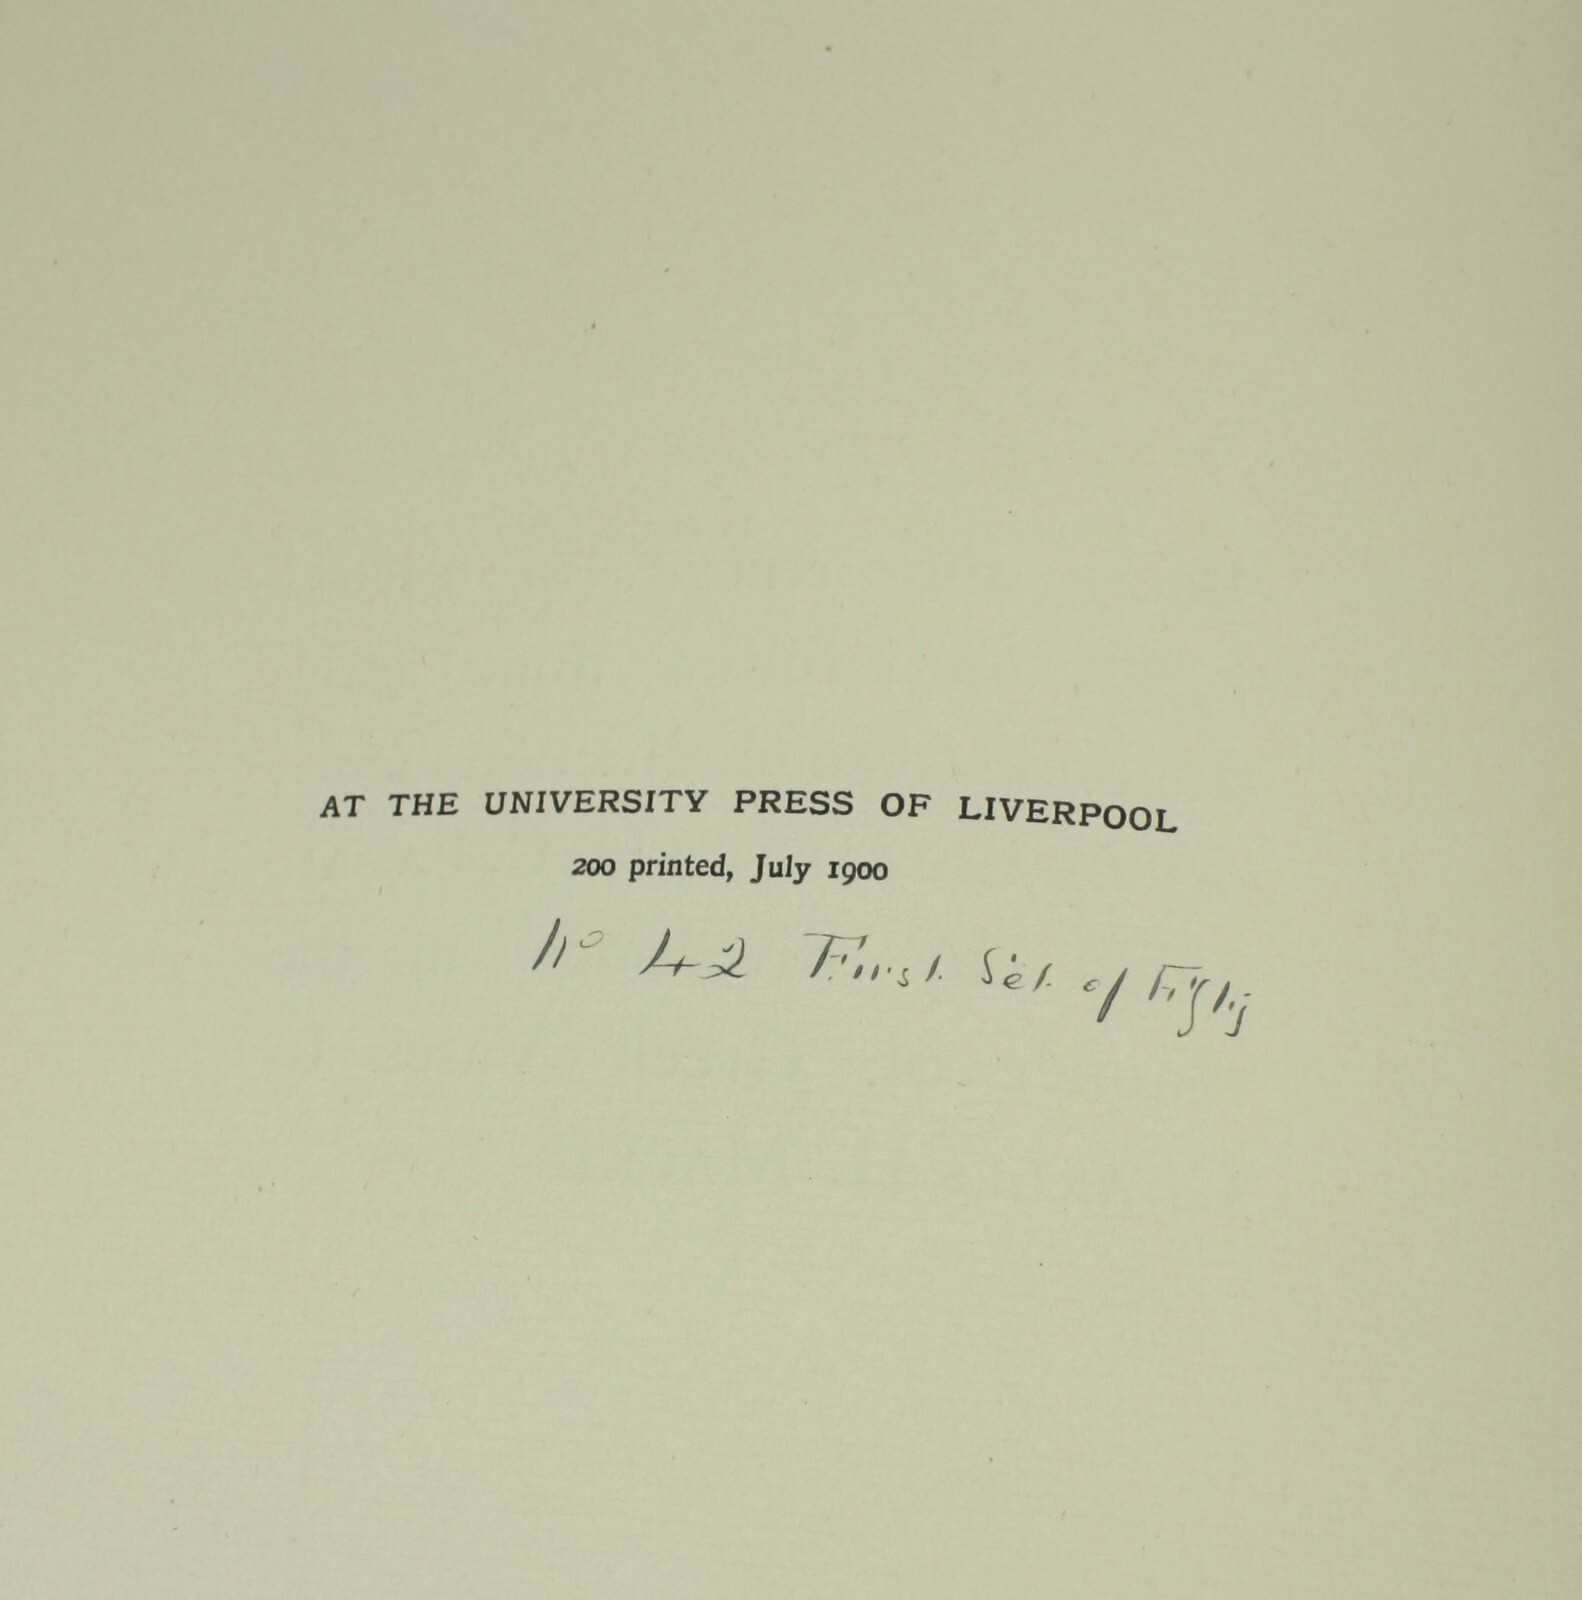 AT THE UNIVERSITY PRESS OF LIVERPOOL
200 printed, July 1900
No 42 First Set of Fifty